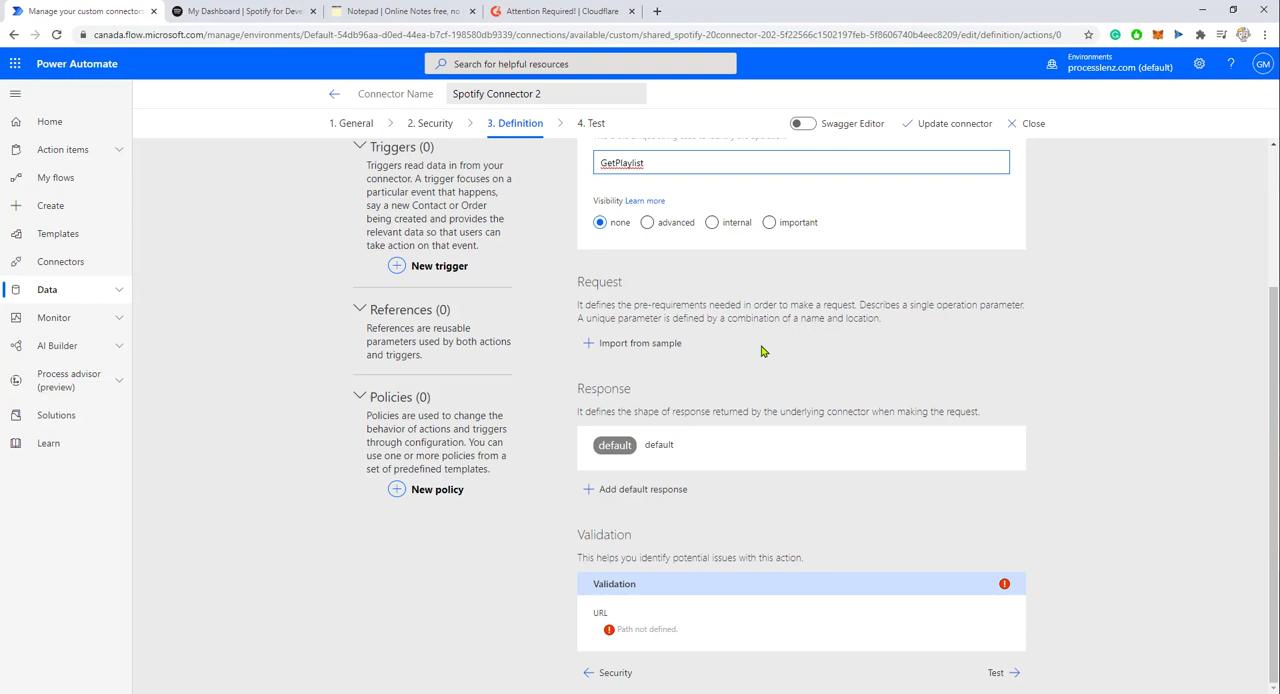 Manage your custom connectors
My Dashboard | Spotify for Deve
Notepad | Online Notes free, no
Attention Required! | Cloudflare
canada.flow.microsoft.com/manage/environments/Default-54db96aa-d0ed-44ea-b7cf-198580db9339/connections/available/custom/shared_spotify-20connector-202-5f22566c1502197feb-5f8606740b4eec8209/edit/definition/actions/0
Power Automate
Search for helpful resources
Environments
processlenz.com (default)
GM
Connector Name
Spotify Connector 2
1. General
2. Security
3. Definition
4. Test
Swagger Editor
Update connector
Close
Home
Action items
My flows
Create
Templates
Connectors
Data
Monitor
AI Builder
Process advisor
(preview)
Solutions
Learn
Triggers (0)
Triggers read data in from your
connector. A trigger focuses on a
particular event that happens,
say a new Contact or Order
being created and provides the
relevant data so that users can
take action on that event.
New trigger
References (0)
References are reusable
parameters used by both actions
and triggers.
Policies (0)
Policies are used to change the
behavior of actions and triggers
through configuration. You can
use one or more policies from a
set of predefined templates.
New policy
GetPlaylist
Visibility Learn more
none
advanced
internal
important
Request
It defines the pre-requirements needed in order to make a request. Describes a single operation parameter.
A unique parameter is defined by a combination of a name and location.
Import from sample
Response
It defines the shape of response returned by the underlying connector when making the request.
default default
Add default response
Validation
This helps you identify potential issues with this action.
Validation
URL
Path not defined.
Security
Test